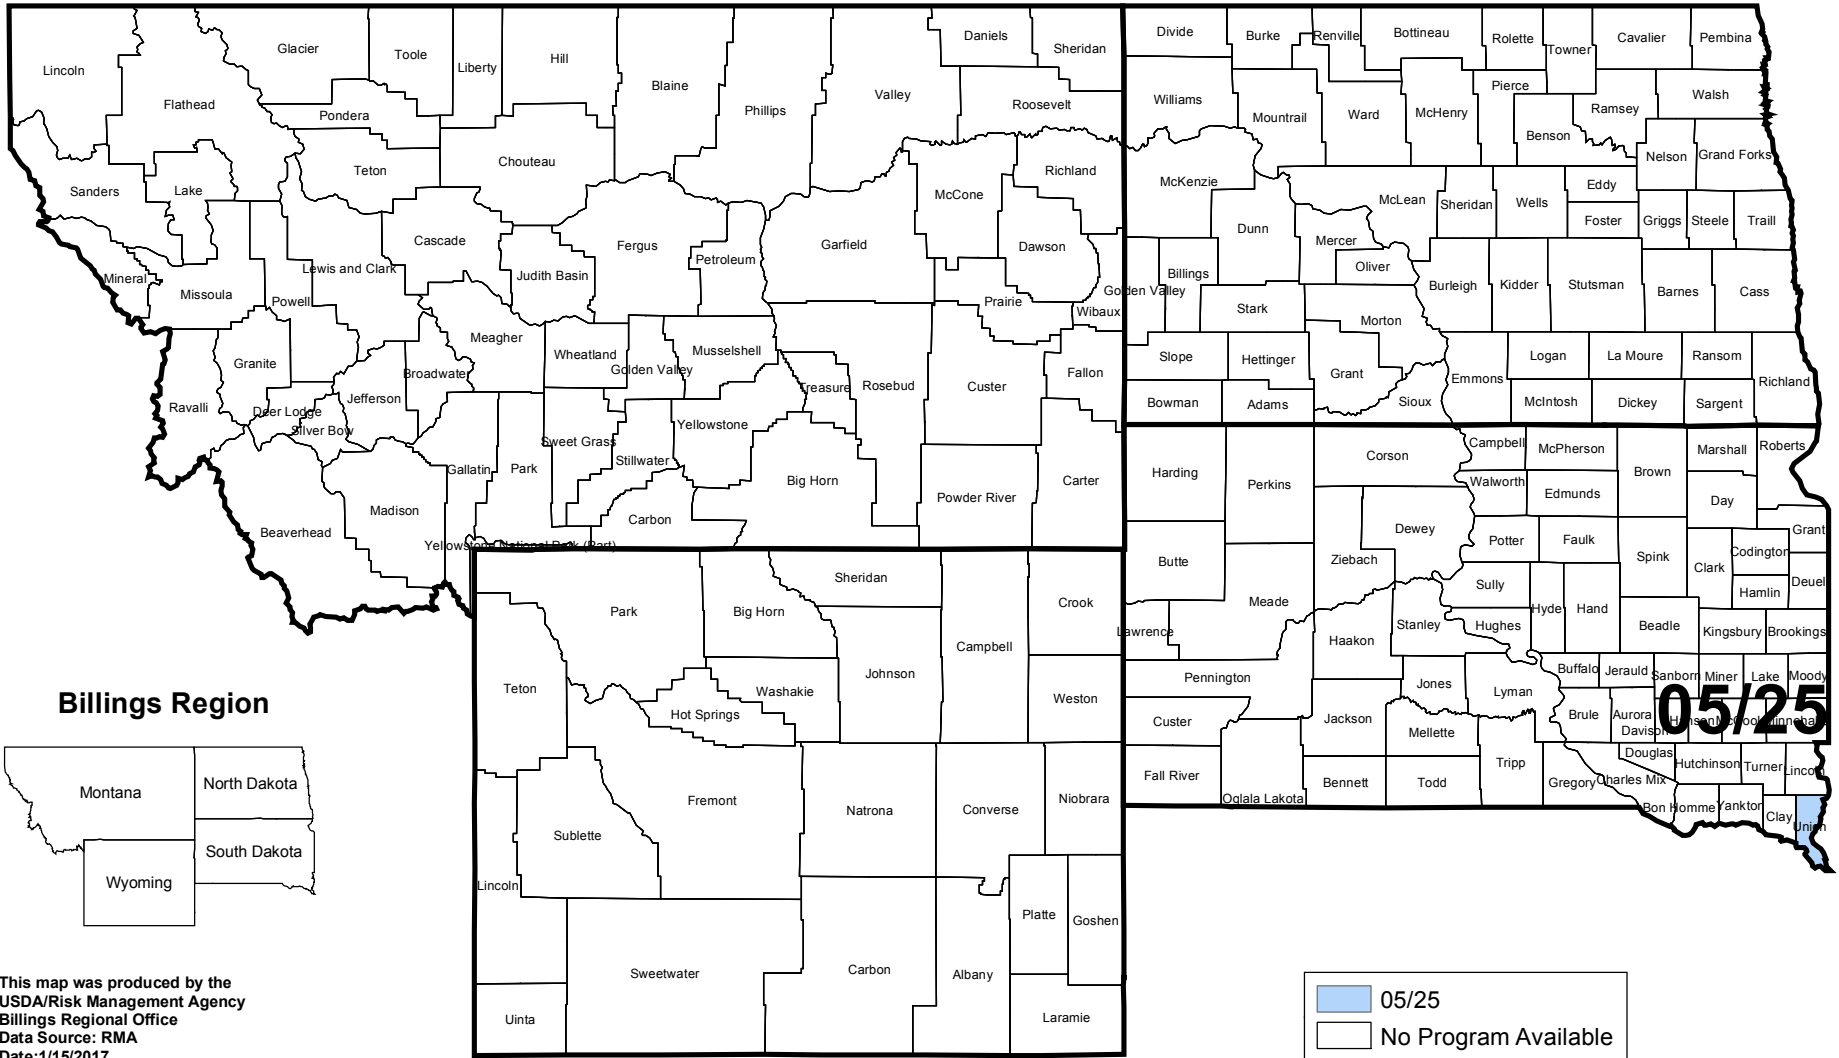 Lincoln
Flathead
Glacier
Toole
Liberty
Hill
Blaine
Phillips
Valley
Daniels
Sheridan
Roosevelt
Pondera
Teton
Chouteau
Sanders
Lake
McCone
Richland
Cascade
Judith Basin
Fergus
Petroleum
Garfield
Dawson
Mineral
Missoula
Powell
Lewis and Clark
Prairie
Wibaux
Granite
Meagher
Wheatland
Golden Valley
Musselshell
Broadwater
Treasure
Rosebud
Custer
Fallon
Ravalli
Deer Lodge
Silver Bow
Jefferson
Sweet Grass
Yellowstone
Stillwater
Gallatin
Park
Big Horn
Powder River
Carter
Beaverhead
Madison
Carbon
Yellowstone National Park (Part)
Divide
Burke
Renville
Bottineau
Rolette
Towner
Cavalier
Pembina
Williams
Mountrail
Ward
McHenry
Pierce
Benson
Ramsey
Walsh
Nelson
Grand Forks
McKenzie
McLean
Sheridan
Wells
Eddy
Foster
Griggs
Steele
Traill
Dunn
Mercer
Oliver
Billings
Golden Valley
Stark
Morton
Burleigh
Kidder
Stutsman
Barnes
Cass
Slope
Hettinger
Grant
Emmons
Logan
La Moure
Ransom
Richland
Bowman
Adams
Sioux
McIntosh
Dickey
Sargent
Harding
Perkins
Corson
Campbell
McPherson
Brown
Marshall
Roberts
Walworth
Edmunds
Day
Dewey
Ziebach
Potter
Faulk
Spink
Clark
Codington
Grant
Hamlin
Deuel
Butte
Meade
Sully
Hyde
Hand
Beadle
Kingsbury
Brookings
Lawrence
Haakon
Stanley
Hughes
Pennington
Jones
Lyman
Buffalo
Jerauld
Sanborn
Miner
Lake
Moody
Custer
Jackson
Mellette
Brule
Aurora
Davison
Hanson
McCook
Minnehaha
05/25
Fall River
Oglala Lakota
Bennett
Todd
Tripp
Gregory
Charles Mix
Douglas
Hutchinson
Turner
Lincoln
Bon Homme
Yankton
Clay
Union
Park
Big Horn
Sheridan
Crook
Johnson
Campbell
Teton
Washakie
Hot Springs
Weston
Fremont
Natrona
Converse
Niobrara
Sublette
Lincoln
Platte
Goshen
Sweetwater
Carbon
Albany
Uinta
Laramie
Billings Region
Montana
North Dakota
South Dakota
Wyoming
This map was produced by the
USDA/Risk Management Agency
Billings Regional Office
Data Source: RMA
Date:1/15/2017
05/25
No Program Available